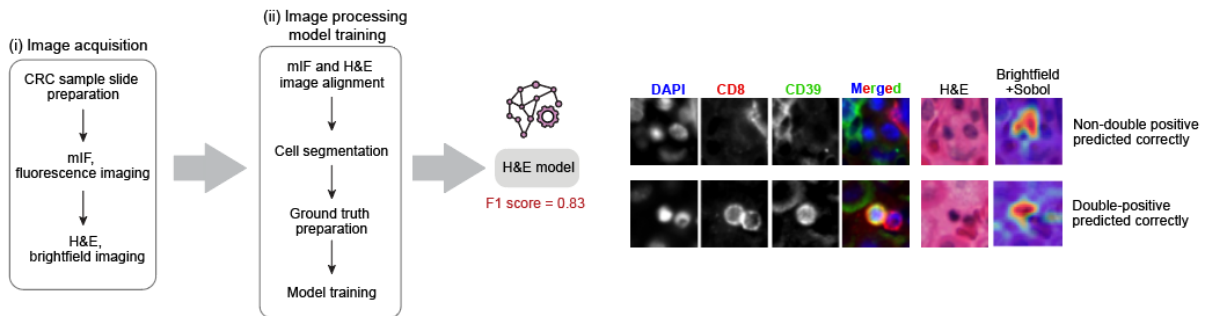 (i) Image acquisition
CRC sample slide
preparation
mIF,
fluorescence imaging
H&E,
brightfield imaging
(ii) Image processing
model training
mIF and H&E
image alignment
Cell segmentation
Ground truth
preparation
Model training
H&E model
F1 score = 0.83
DAPI
CD8
CD39
Merged
H&E
Brightfield
+Sobol
Non-double positive
predicted correctly
Double-positive
predicted correctly